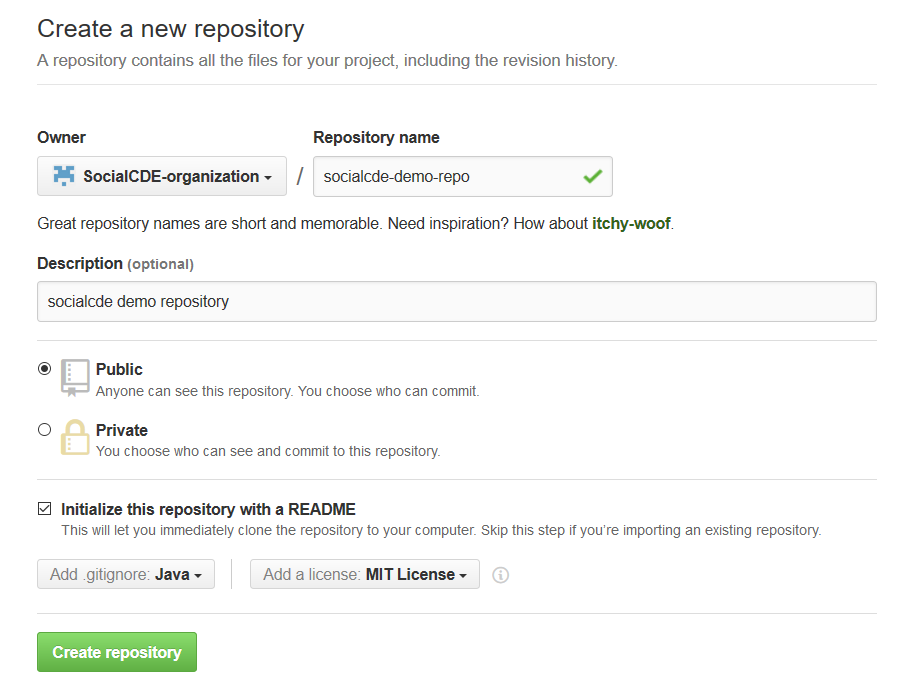 Create a new repository
A repository contains all the files for your project, including the revision history.
Owner
Repository name
SocialCDE-organization
/
socialcde-demo-repo
Great repository names are short and memorable. Need inspiration? How about itchy-woof.
Description (optional)
socialcde demo repository
Public
Anyone can see this repository. You choose who can commit.
Private
You choose who can see and commit to this repository.
Initialize this repository with a README
This will let you immediately clone the repository to your computer. Skip this step if you're importing an existing repository.
Add .gitignore: Java
Add a license: MIT License
Create repository